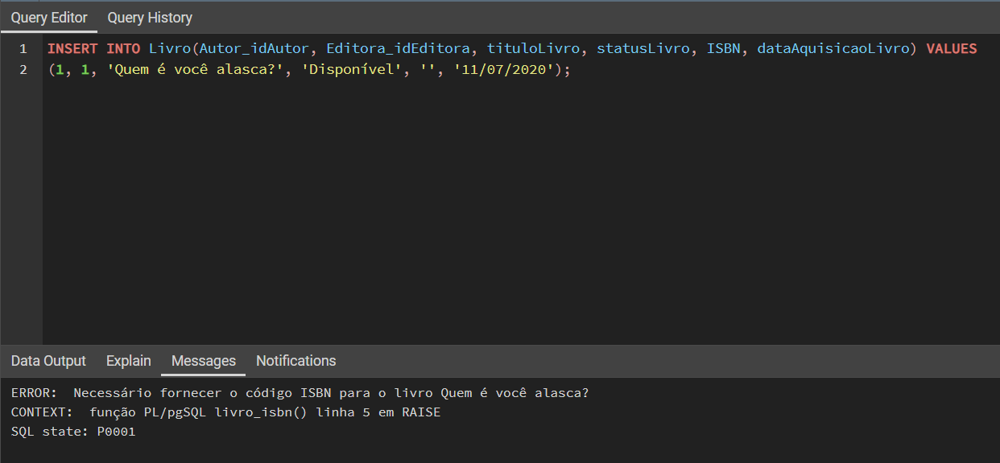 Query Editor Query History
1 INSERT INTO Livro(Autor_idAutor, Editora_idEditora, tituloLivro, statusLivro, ISBN, dataAquisicaoLivro) VALUES
2 (1, 1, 'Quem é você alasca?', 'Disponível', '', '11/07/2020');
Data Output Explain Messages Notifications
ERROR:  Necessário fornecer o código ISBN para o livro Quem é você alasca?
CONTEXT:  função PL/pgSQL livro_isbn() linha 5 em RAISE
SQL state: P0001